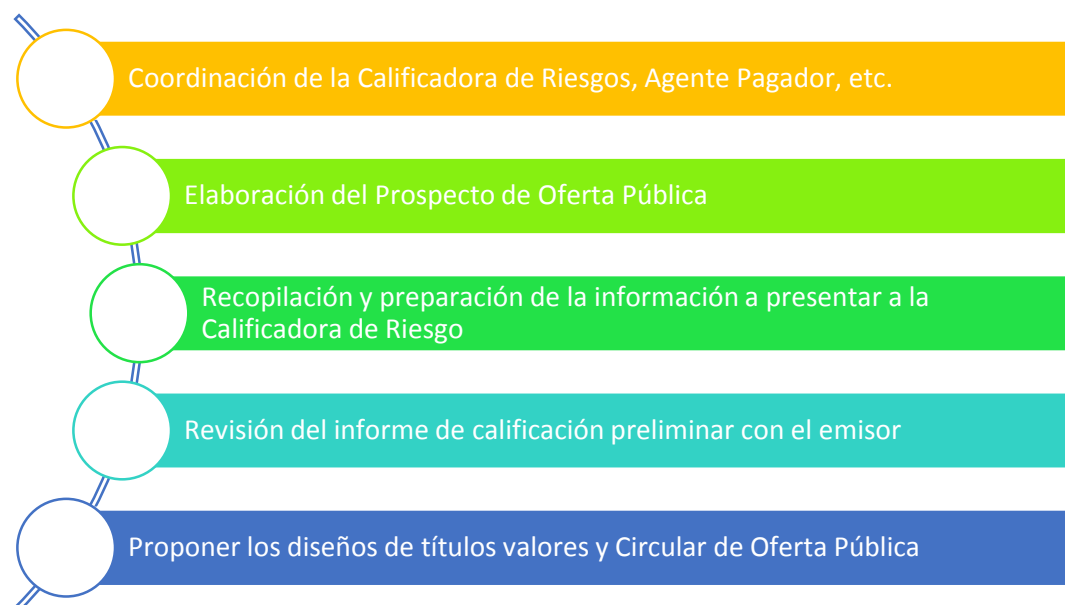 Coordinación de la Calificadora de Riesgos, Agente Pagador, etc.
Elaboración del Prospecto de Oferta Pública
Recopilación y preparación de la información a presentar a la
Calificadora de Riesgo
Revisión del informe de calificación preliminar con el emisor
Proponer los diseños de títulos valores y Circular de Oferta Pública